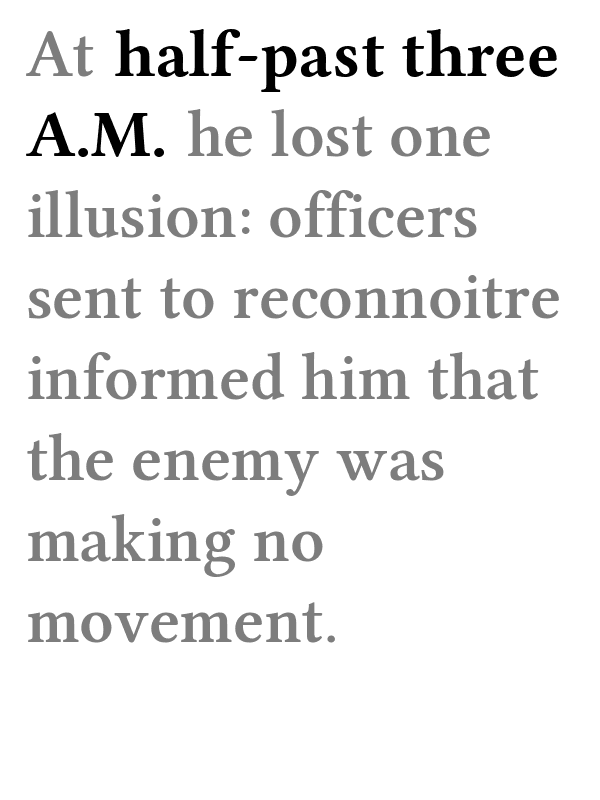 At half-past three
A.M. he lost one
illusion: officers
sent to reconnoitre
informed him that
the enemy was
making no
movement.